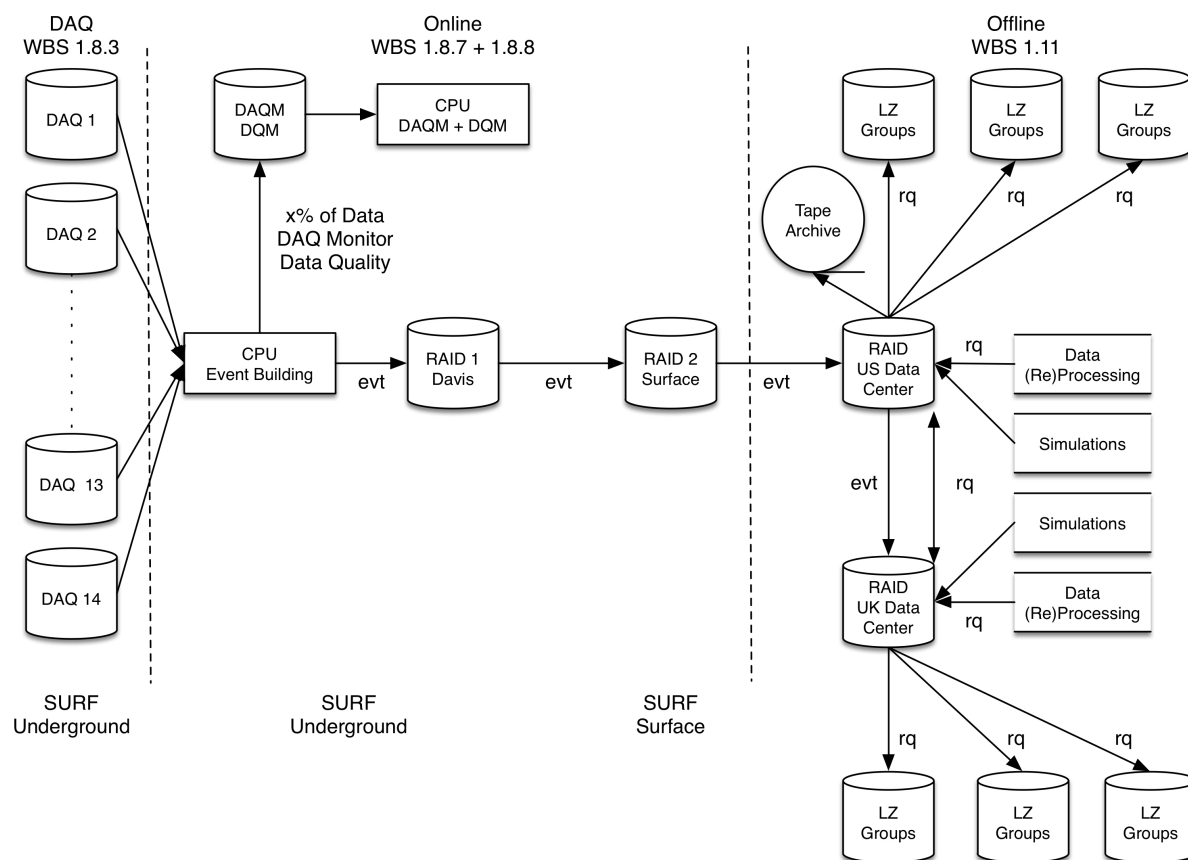 DAQ
WBS 1.8.3
Online
WBS 1.8.7 + 1.8.8
Offline
WBS 1.11
DAQ 1
DAQM
DQM
CPU
DAQM + DQM
LZ
Groups
LZ
Groups
LZ
Groups
rq
rq
rq
DAQ 2
x% of Data
DAQ Monitor
Data Quality
Tape
Archive
CPU
Event Building
evt
RAID 1
Davis
evt
RAID 2
Surface
evt
RAID
US Data
Center
rq
Data
(Re)Processing
Simulations
DAQ 13
evt
rq
Simulations
DAQ 14
RAID
UK Data
Center
rq
Data
(Re)Processing
SURF
Underground
SURF
Underground
SURF
Surface
rq
rq
rq
LZ
Groups
LZ
Groups
LZ
Groups